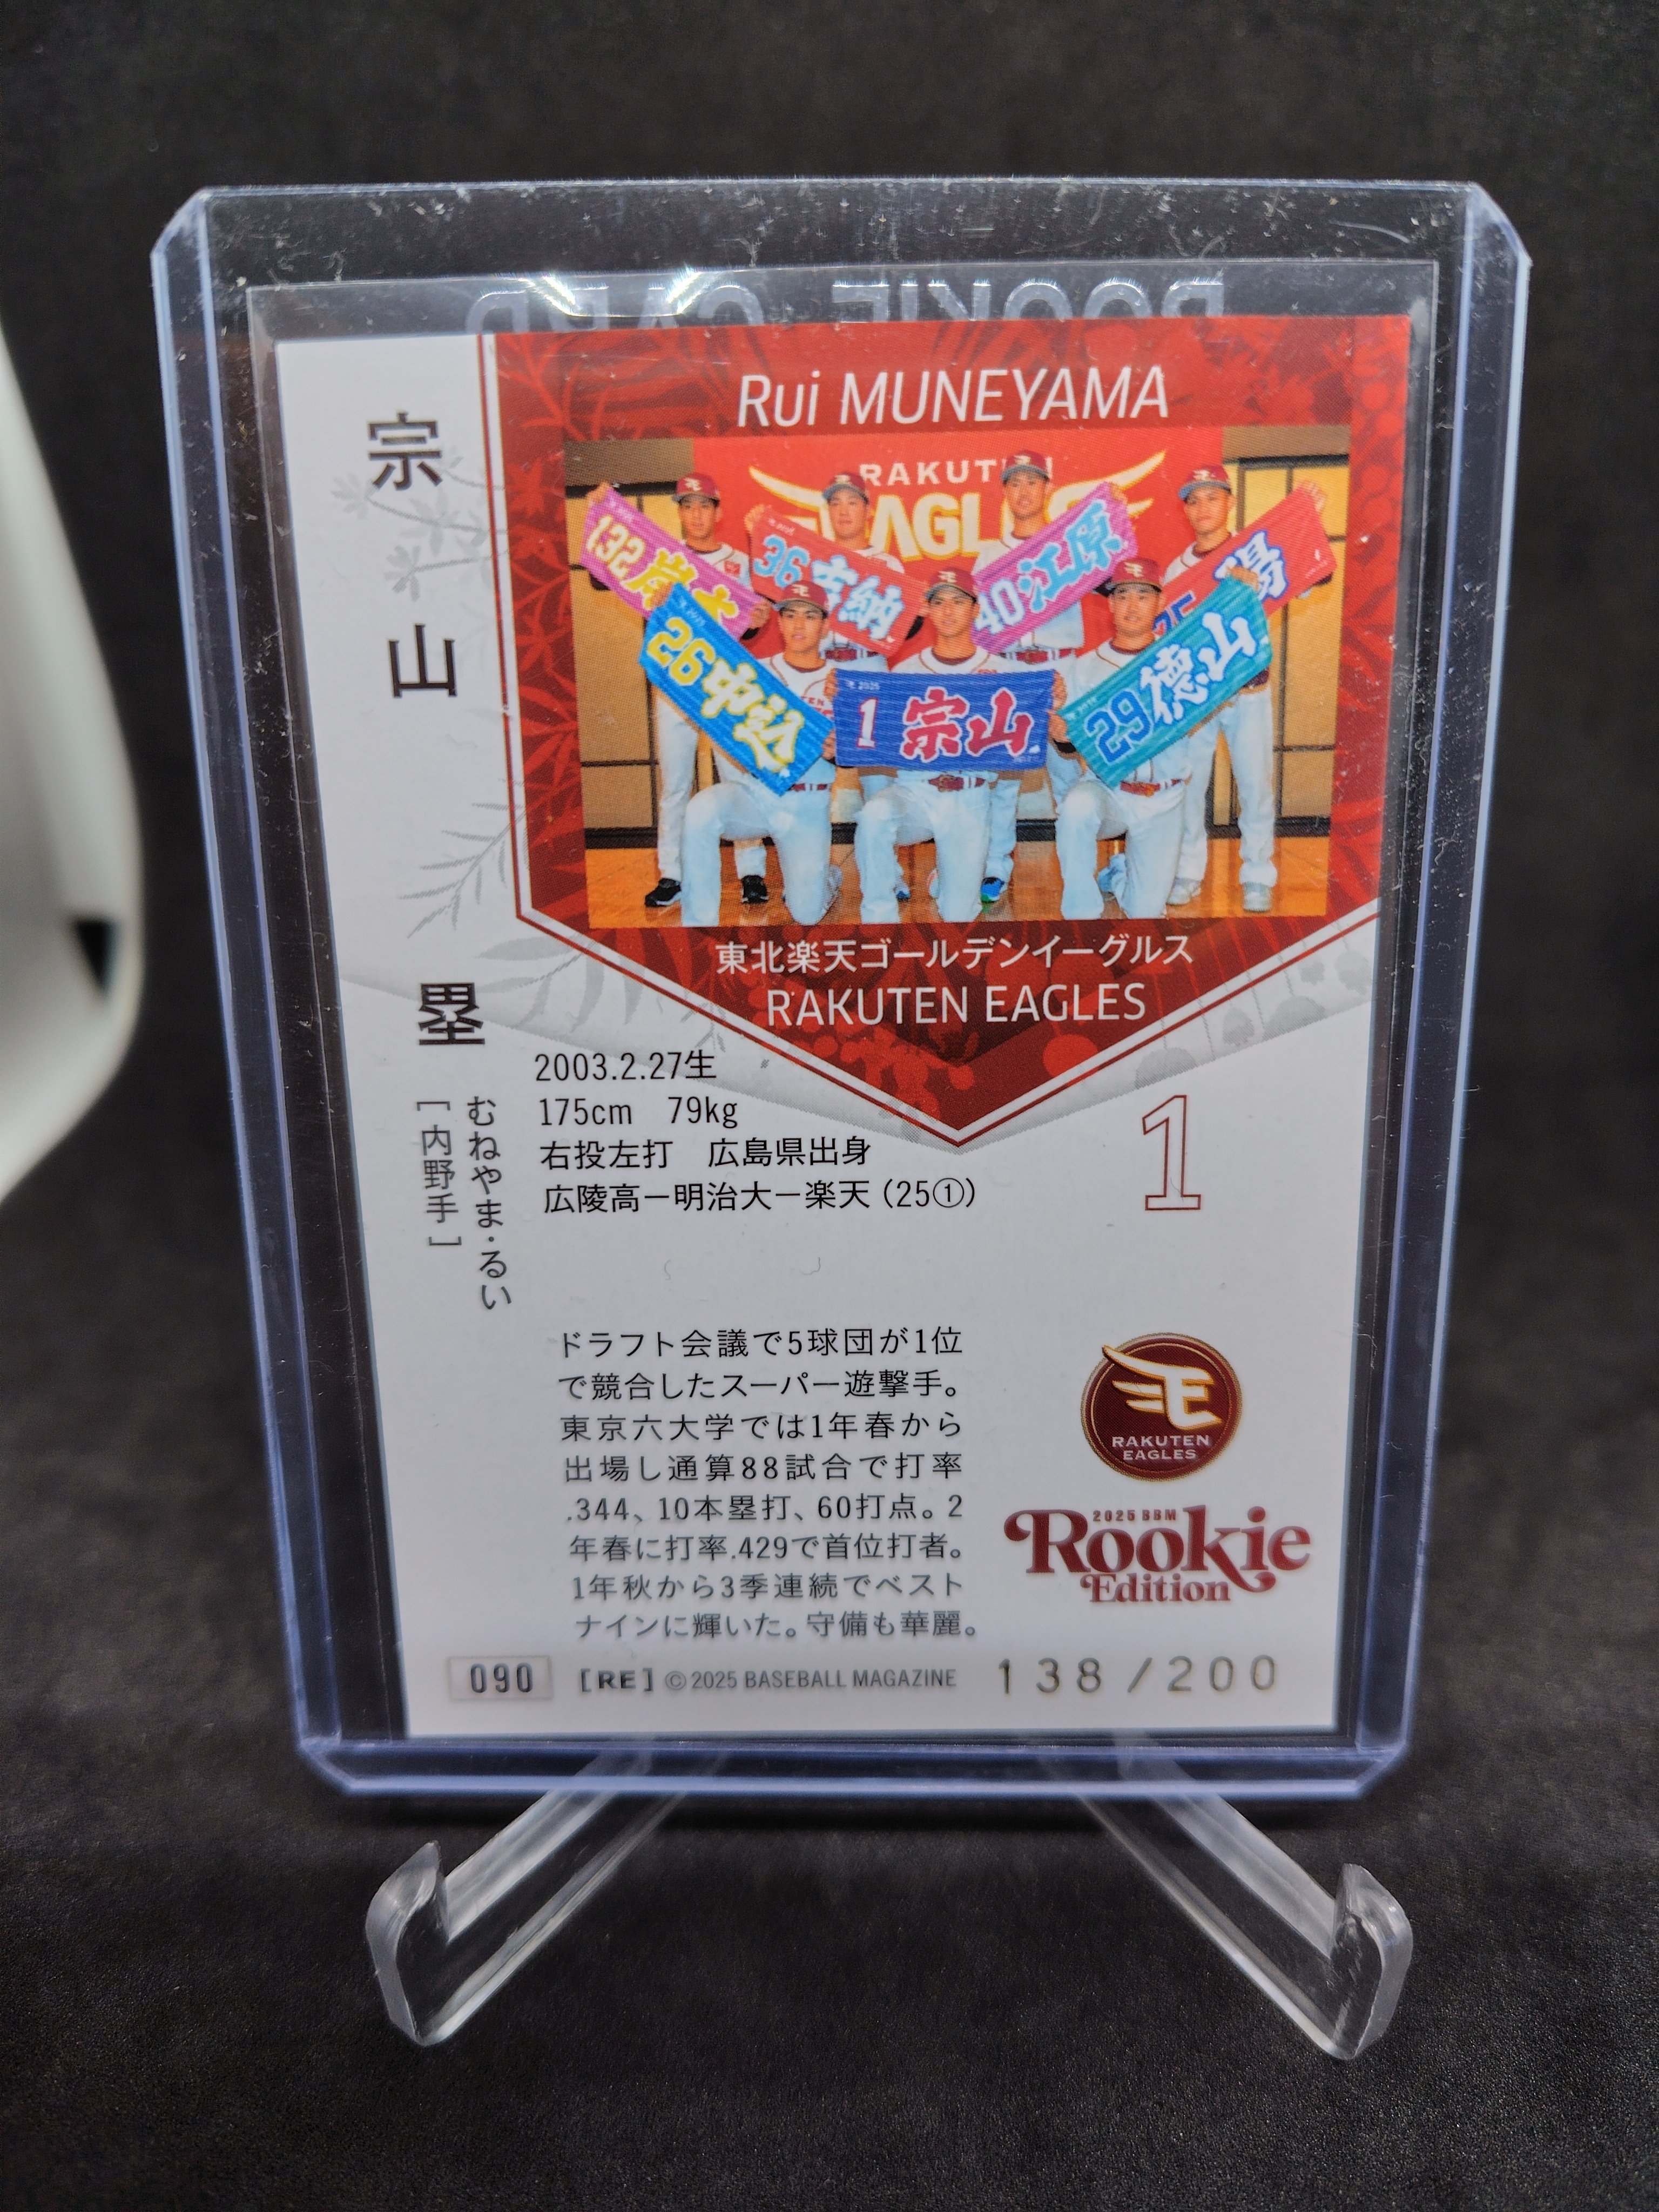 ROOKIE CARD
Rui MUNEYAMA
RAKUTEN
EAGLES
132
36 吉納
40 江原
26 中込
1 宗山
29 徳山
東北楽天ゴールデンイーグルス
RAKUTEN EAGLES
宗山 塁
むねやま・るい
[内野手]
2003.2.27生
175cm 79kg
右投左打 広島県出身
広陵高－明治大－楽天(25①)
1
ドラフト会議で5球団が1位
で競合したスーパー遊撃手。
東京六大学では1年春から
出場し通算88試合で打率
.344、10本塁打、60打点。2
年春に打率.429で首位打者。
1年秋から3季連続でベスト
ナインに輝いた。守備も華麗。
RAKUTEN
EAGLES
2025 BBM
Rookie
Edition
090 [RE] © 2025 BASEBALL MAGAZINE 138/200